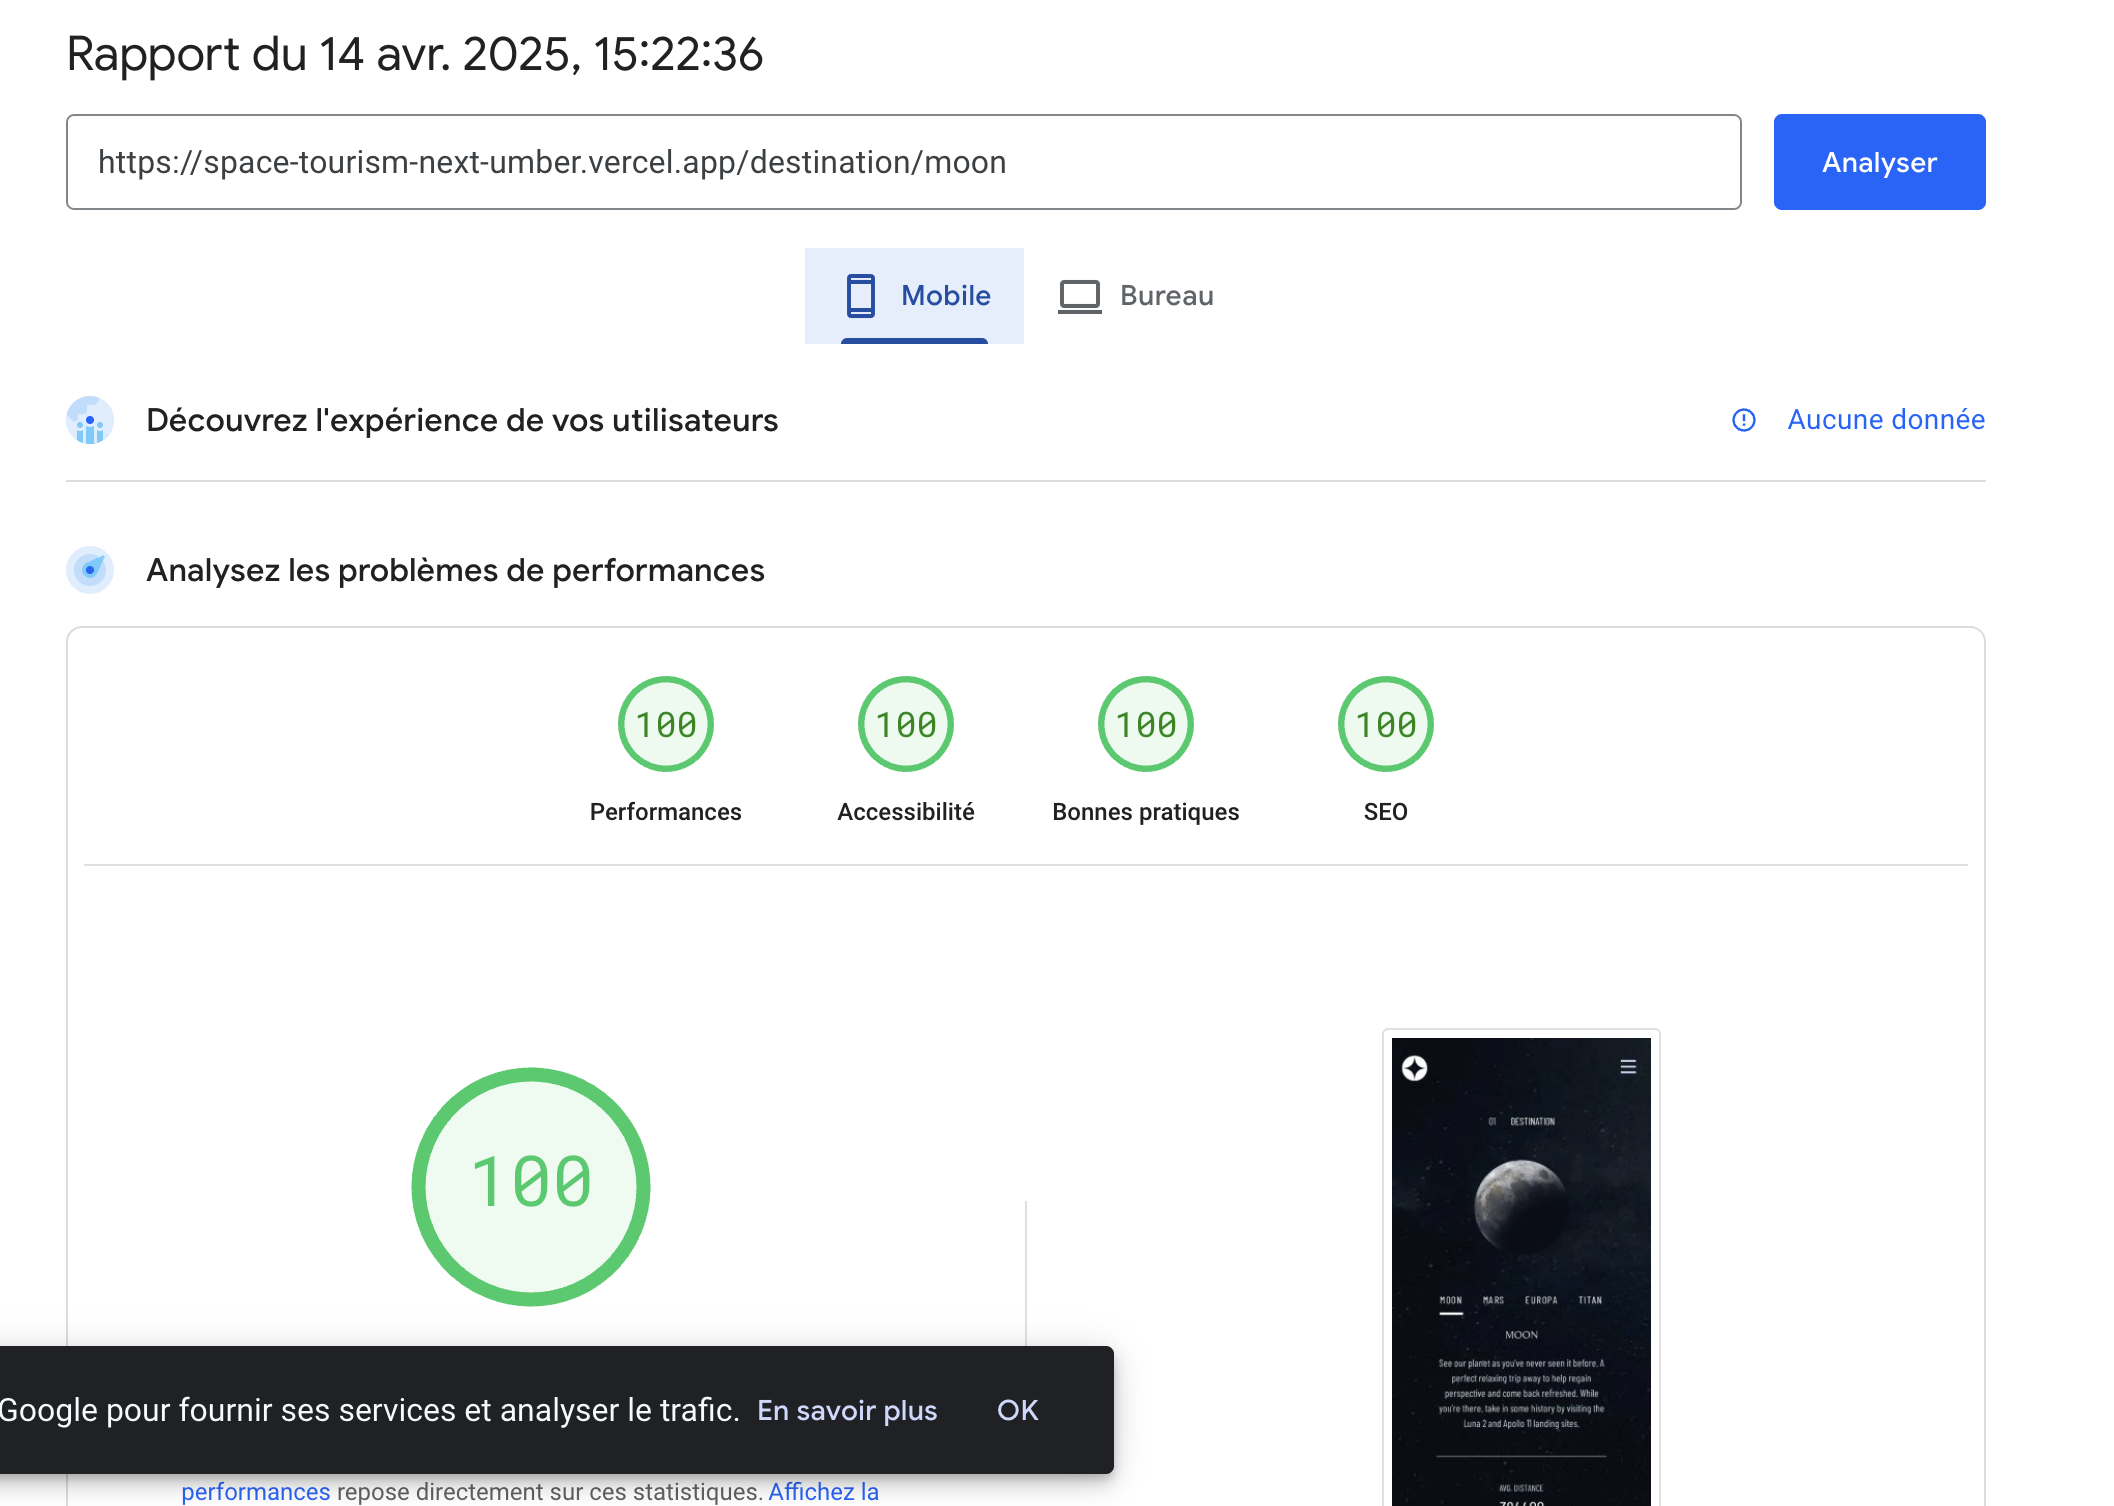 Rapport du 14 avr. 2025, 15:22:36
https://space-tourism-next-umber.vercel.app/destination/moon
Analyser
Mobile
Bureau
Découvrez l'expérience de vos utilisateurs
Aucune donnée
Analysez les problèmes de performances
100
100
100
100
Performances
Accessibilité
Bonnes pratiques
SEO
100
01 DESTINATION
MOON MARS EUROPA TITAN
MOON
See our planet as you've never seen it before. A
perfect relaxing trip away to help regain
perspective and come back refreshed. While
you're there, take in some history by visiting the
Luna 2 and Apollo 11 landing sites.
AVG. DISTANCE
Google pour fournir ses services et analyser le trafic. En savoir plus OK
performances repose directement sur ces statistiques. Affichez la